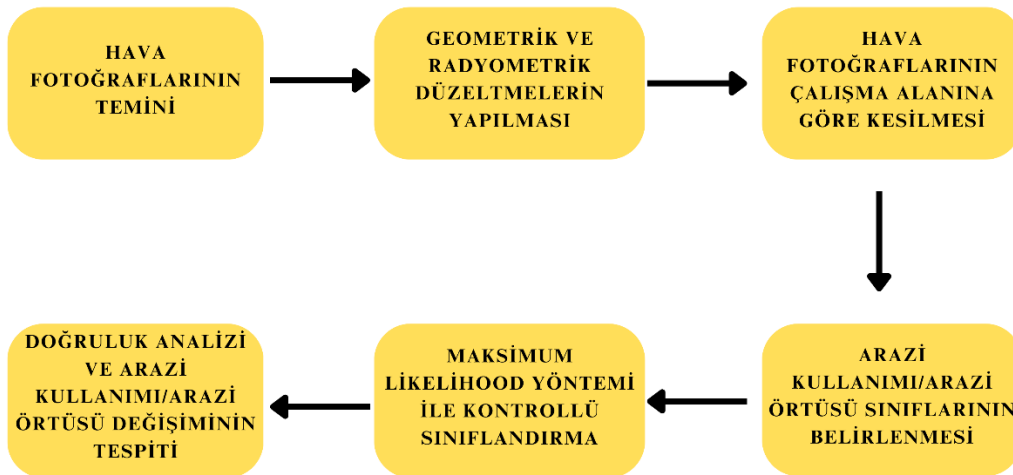 HAVA
FOTOĞRAFLARININ
TEMİNİ
GEOMETRİK VE
RADYOMETRİK
DÜZELTMELERİN
YAPILMASI
HAVA
FOTOĞRAFLARININ
ÇALIŞMA ALANINA
GÖRE KESİLMESİ
ARAZİ
KULLANIMI/ARAZİ
ÖRTÜSÜ SINIFLARININ
BELİRLENMESİ
MAKSİMUM
LİKELİHOOD YÖNTEMİ
İLE KONTROLLÜ
SINIFLANDIRMA
DOĞRULUK ANALİZİ
VE ARAZİ
KULLANIMI/ARAZİ
ÖRTÜSÜ DEĞİŞİMİNİN
TESPİTİ